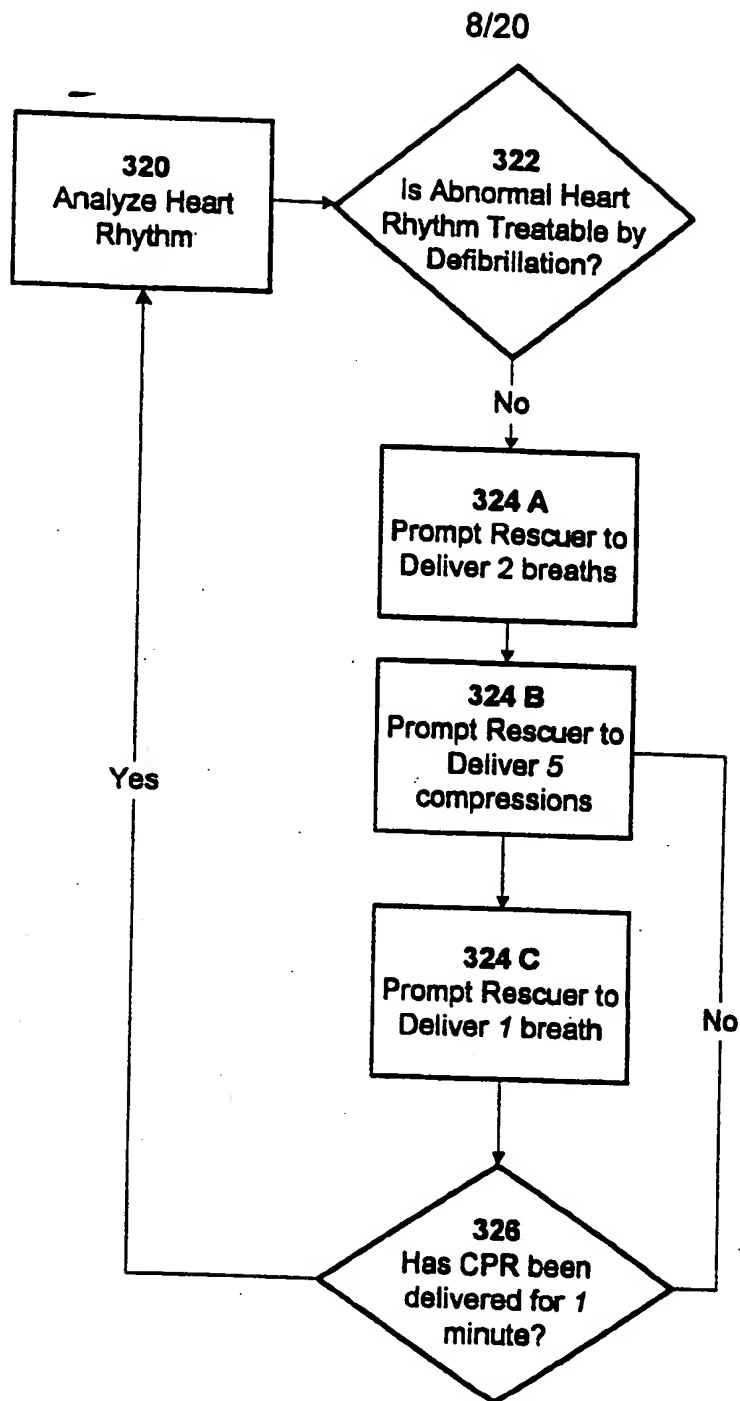 8/20
320
Analyze Heart
Rhythm
322
Is Abnormal Heart
Rhythm Treatable by
Defibrillation?
No
324 A
Prompt Rescuer to
Deliver 2 breaths
324 B
Prompt Rescuer to
Deliver 5
compressions
Yes
324 C
Prompt Rescuer to
Deliver 1 breath
No
326
Has CPR been
delivered for 1
minute?